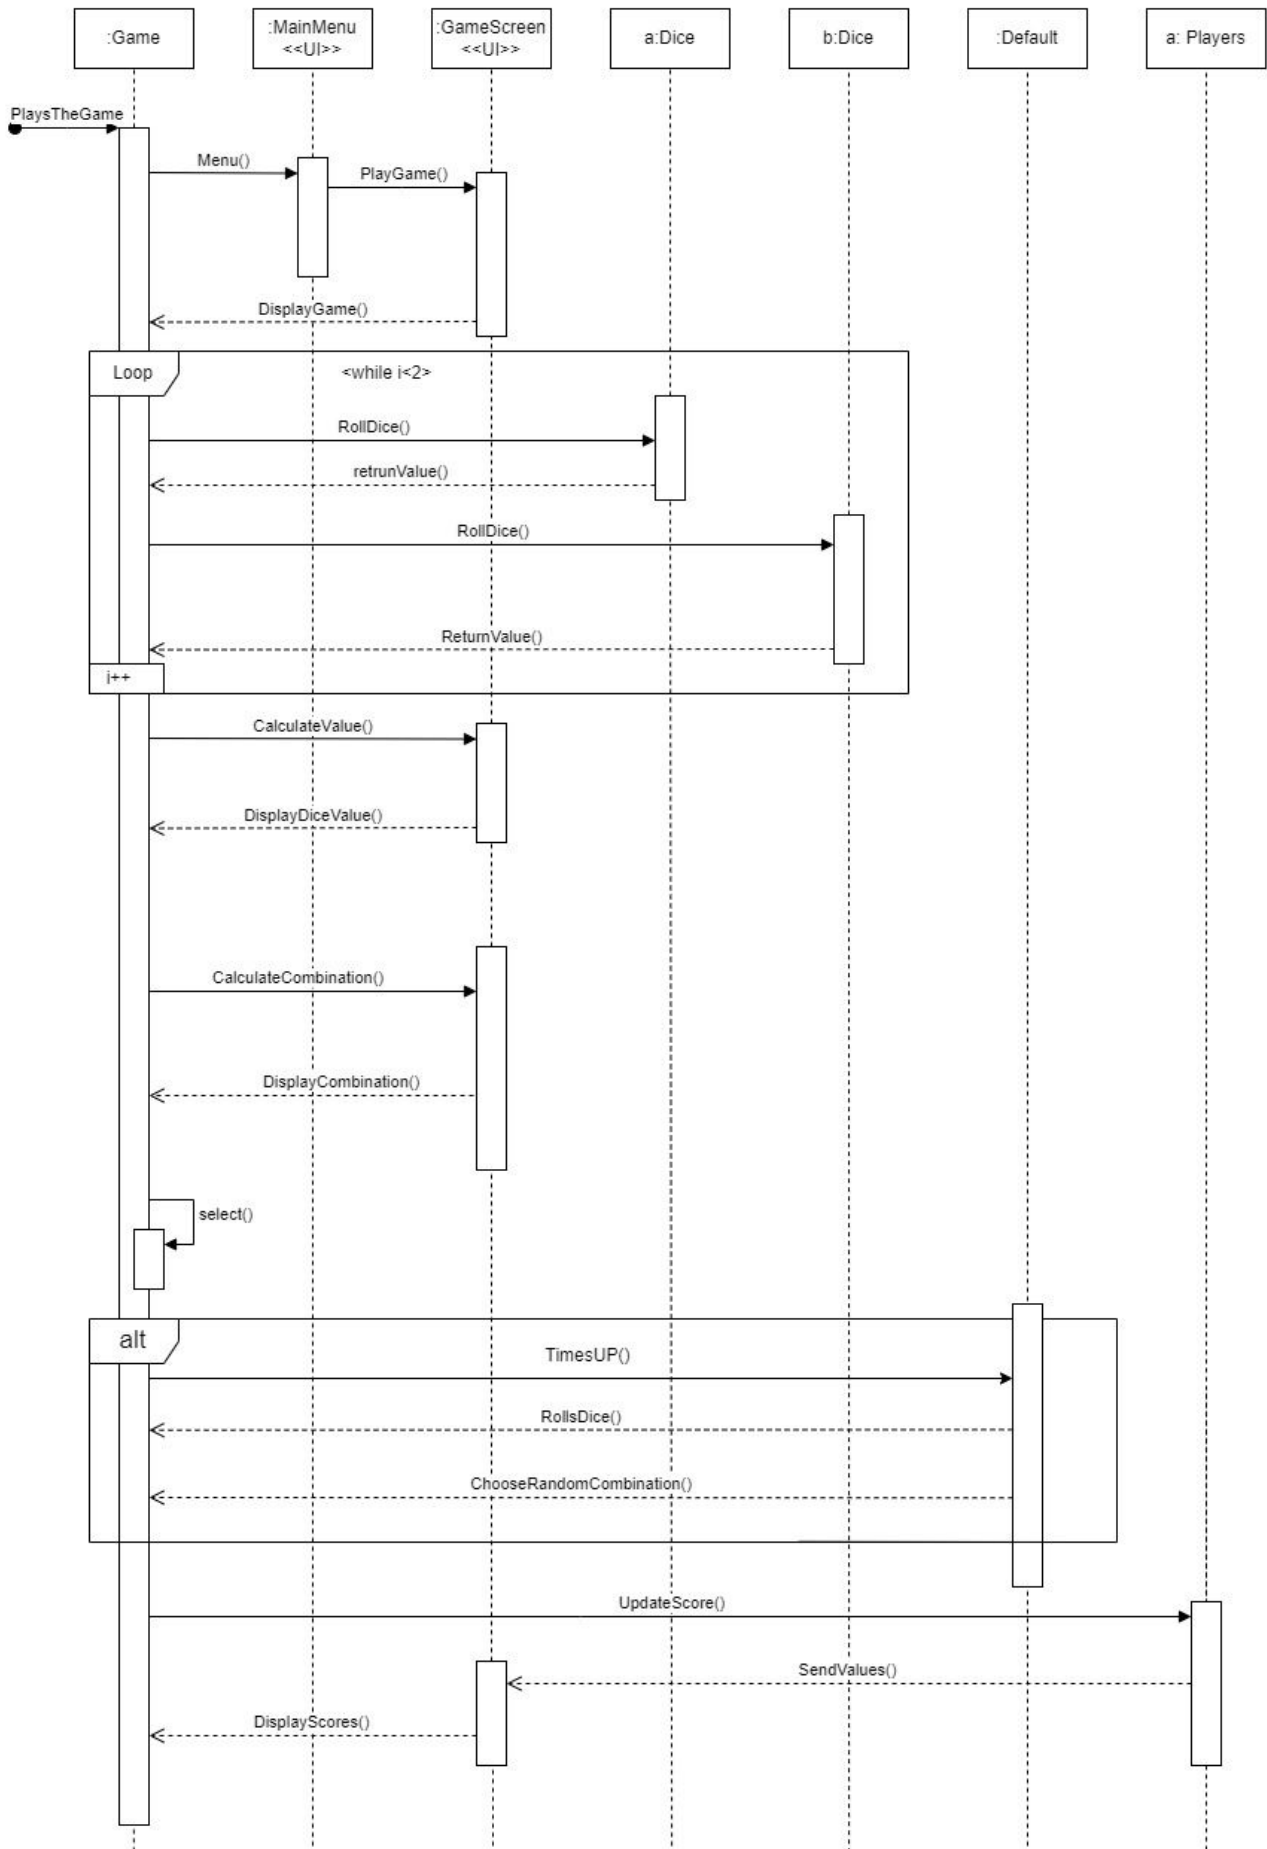 :Game
:MainMenu
<<UI>>
:GameScreen
<<UI>>
a:Dice
b:Dice
:Default
a: Players
PlaysTheGame
Menu()
PlayGame()
DisplayGame()
Loop
<while i<2>
RollDice()
retrunValue()
RollDice()
ReturnValue()
i++
CalculateValue()
DisplayDiceValue()
CalculateCombination()
DisplayCombination()
select()
alt
TimesUP()
RollsDice()
ChooseRandomCombination()
UpdateScore()
SendValues()
DisplayScores()